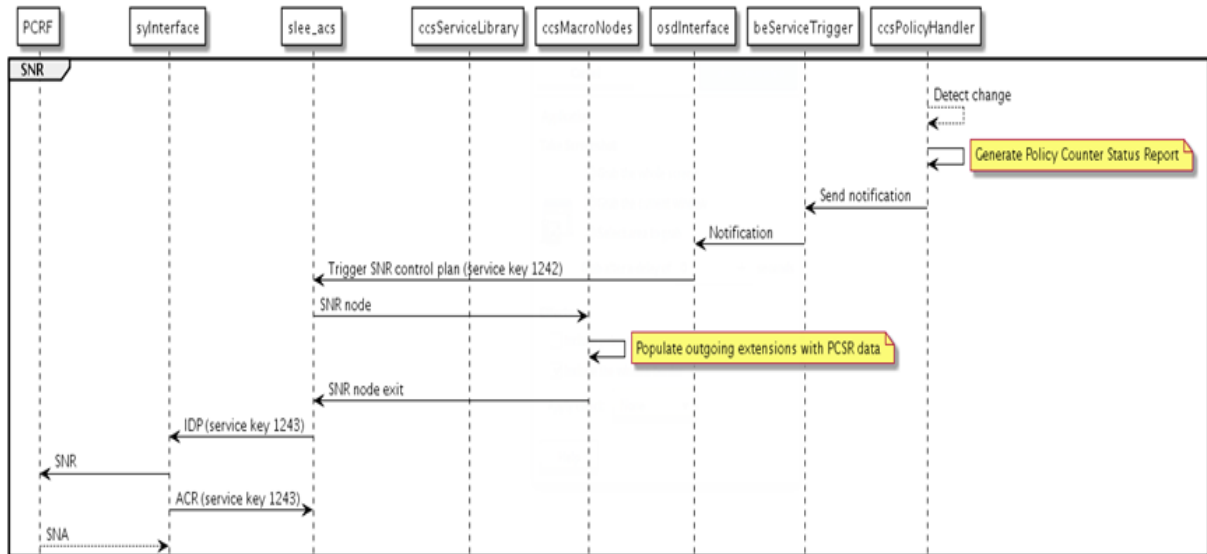 PCRF
syInterface
slee_acs
ccsServiceLibrary
ccsMacroNodes
osdInterface
beServiceTrigger
ccsPolicyHandler
SNR
Detect change
Generate Policy Counter Status Report
Send notification
Notification
Trigger SNR control plan (service key 1242)
SNR node
Populate outgoing extensions with PCSR data
SNR node exit
IDP (service key 1243)
SNR
ACR (service key 1243)
SNA